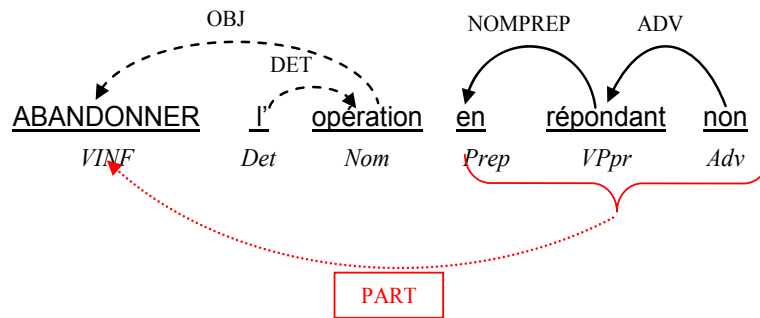 OBJ NOMPREP ADV
DET
ABANDONNER l' opération en répondant non
VINF Det Nom Prep VPpr Adv
PART